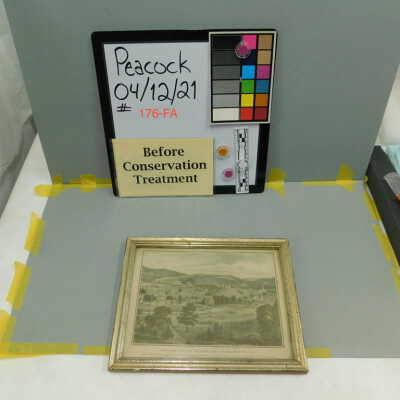 Peacock
04/12/21
# 176-FA
Before
Conservation
Treatment